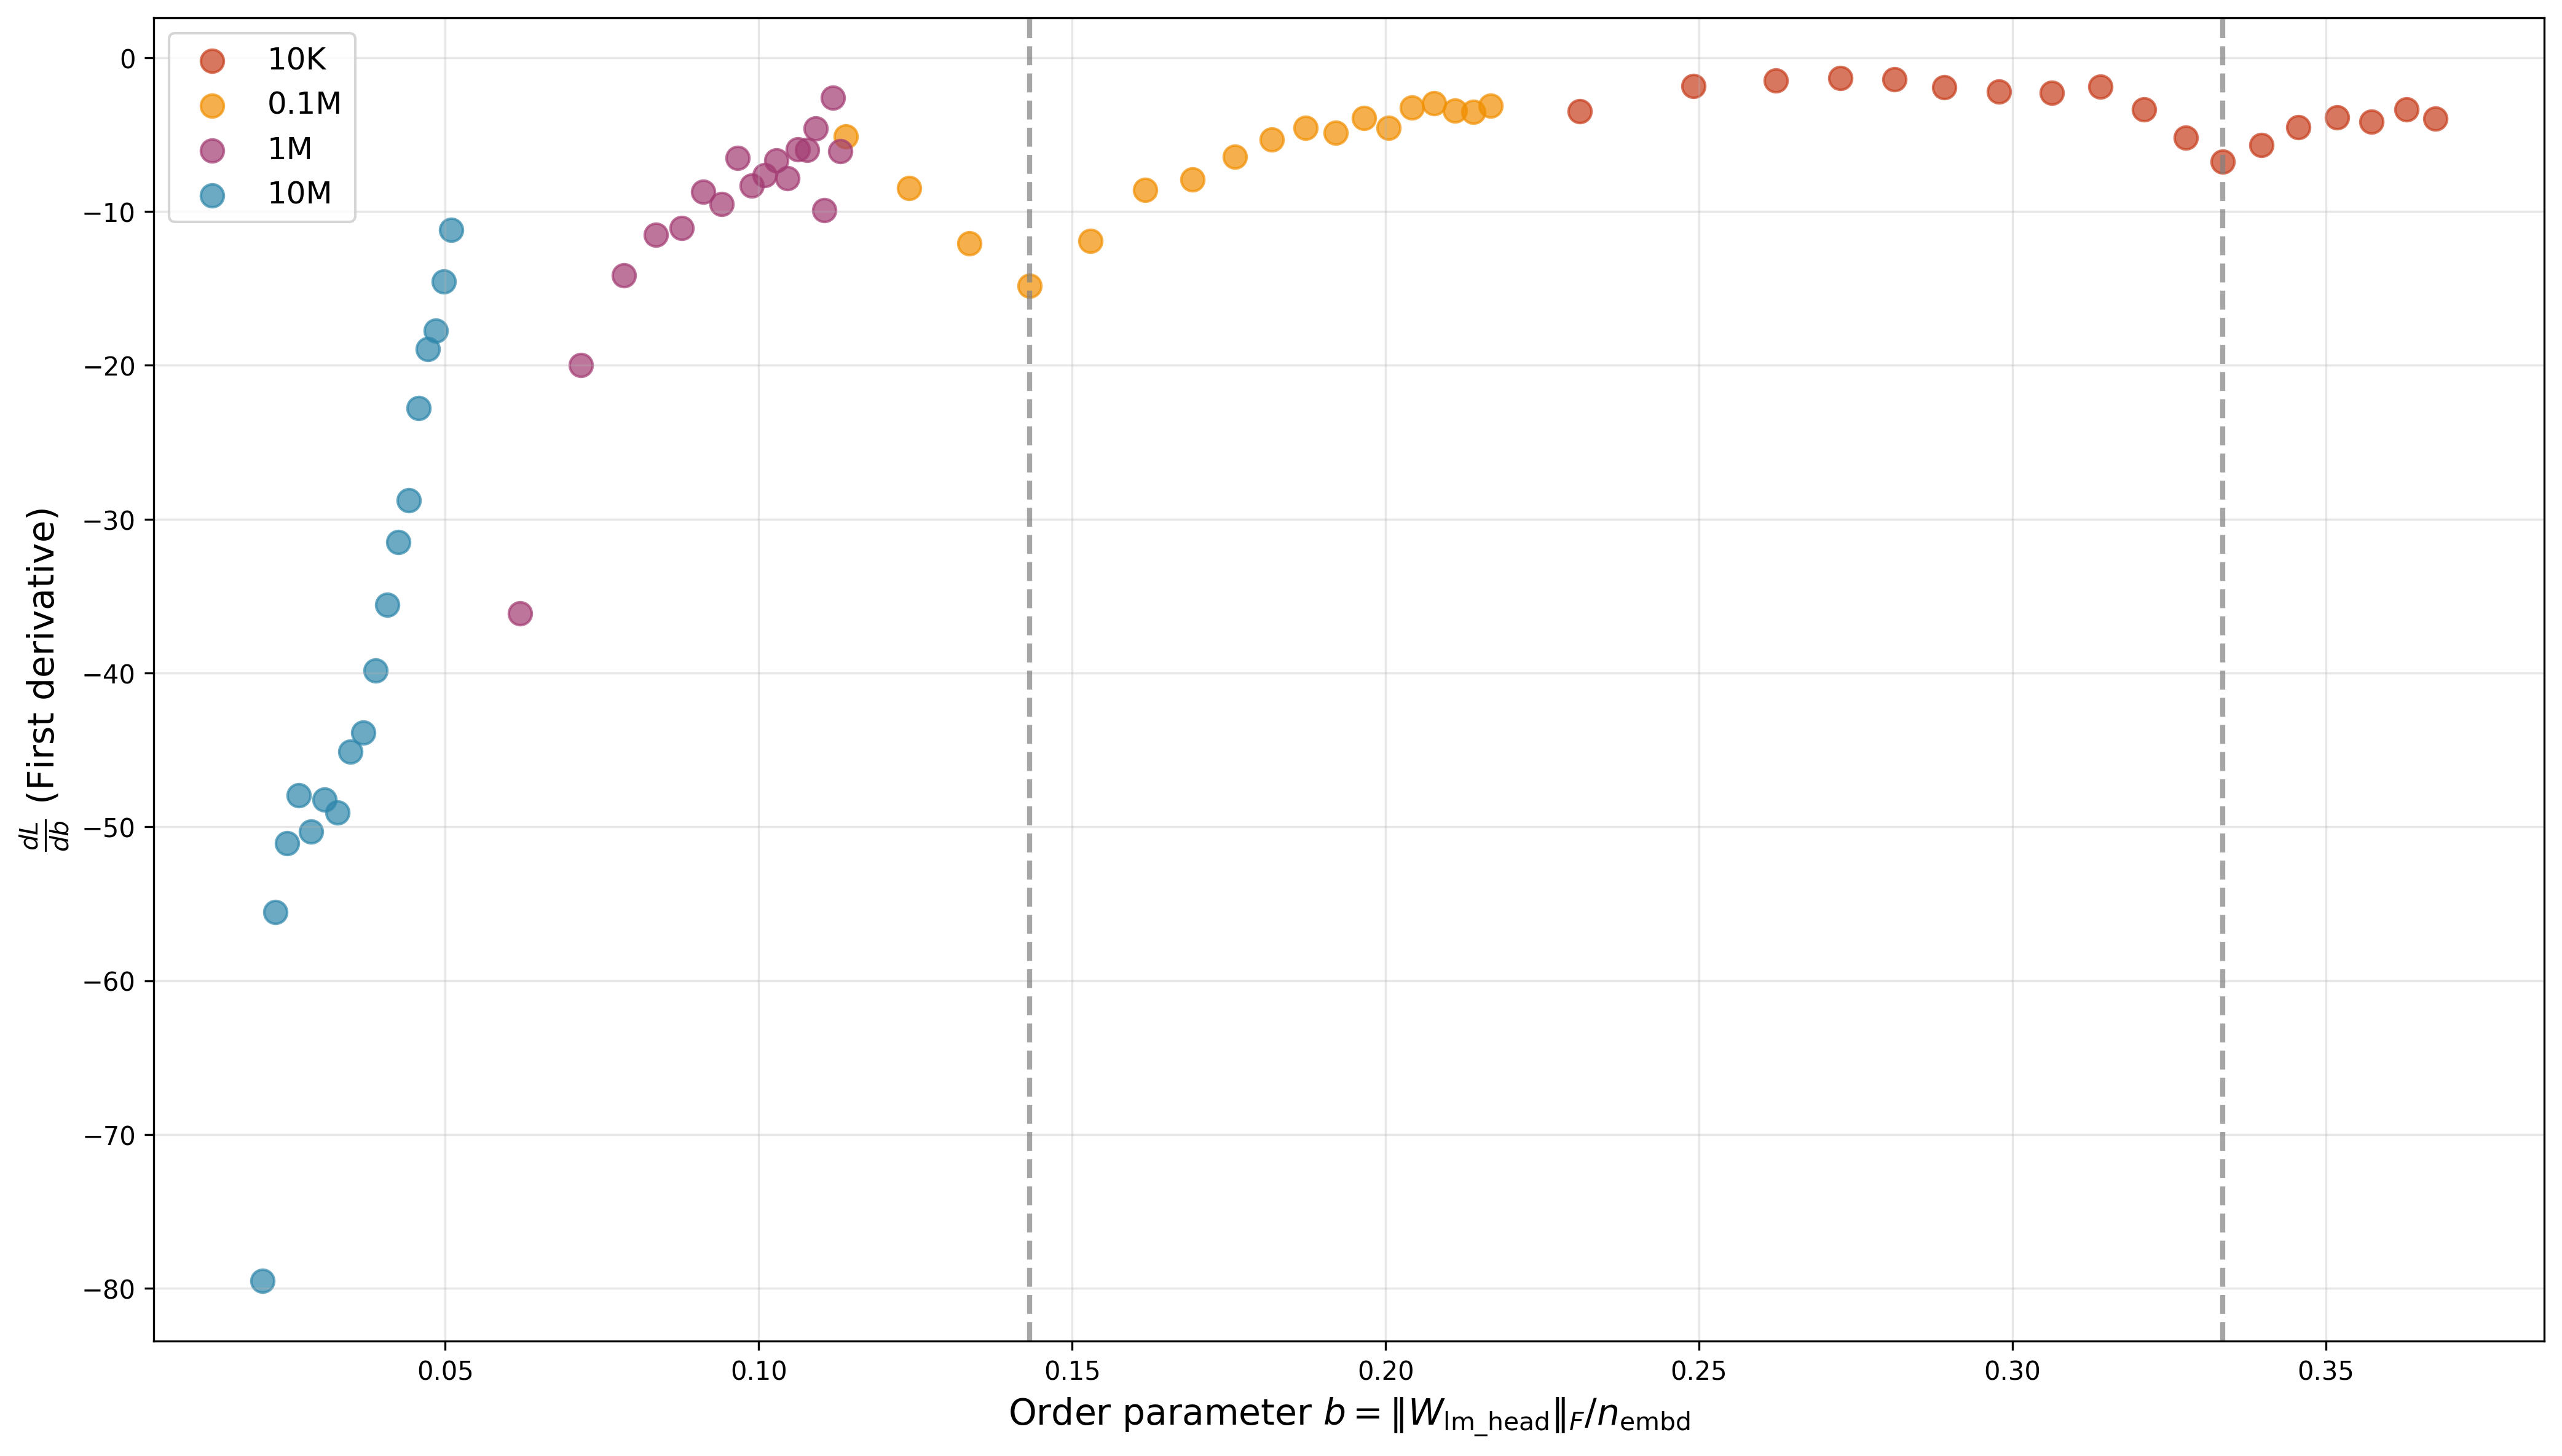 10K
0.1M
1M
10M
0
−10
−20
−30
−40
−50
−60
−70
−80
dL/db (First derivative)
0.05 0.10 0.15 0.20 0.25 0.30 0.35
Order parameter b = ‖W_lm_head‖_F/n_embd